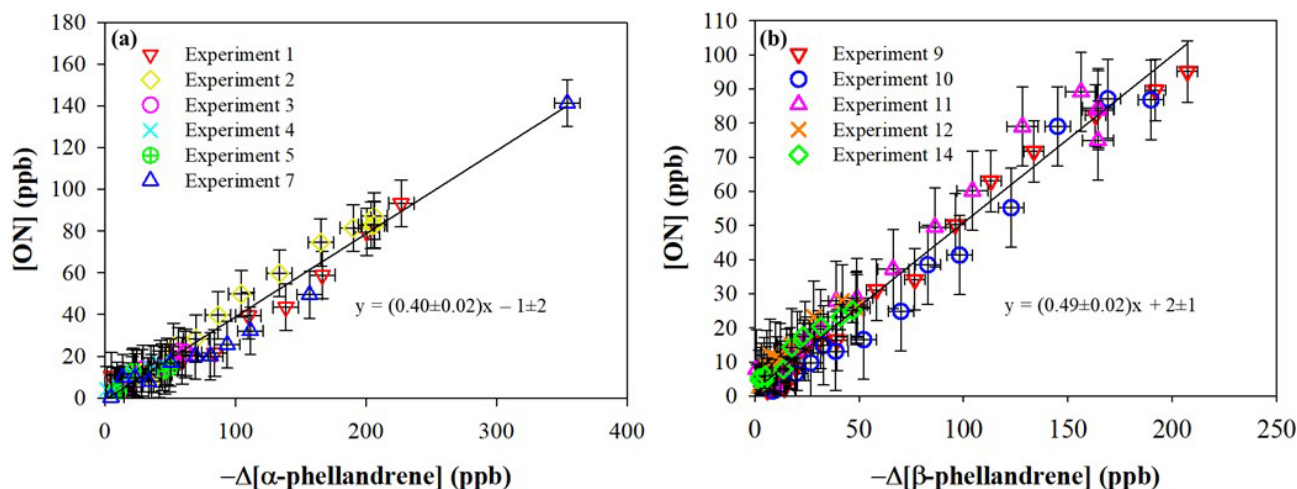 (a)
Experiment 1
Experiment 2
Experiment 3
Experiment 4
Experiment 5
Experiment 7
y = (0.40±0.02)x − 1±2
[ON] (ppb)
180
160
140
120
100
80
60
40
20
0
0 100 200 300 400
−Δ[α-phellandrene] (ppb)
(b)
Experiment 9
Experiment 10
Experiment 11
Experiment 12
Experiment 14
y = (0.49±0.02)x + 2±1
[ON] (ppb)
110
100
90
80
70
60
50
40
30
20
10
0
0 50 100 150 200 250
−Δ[β-phellandrene] (ppb)